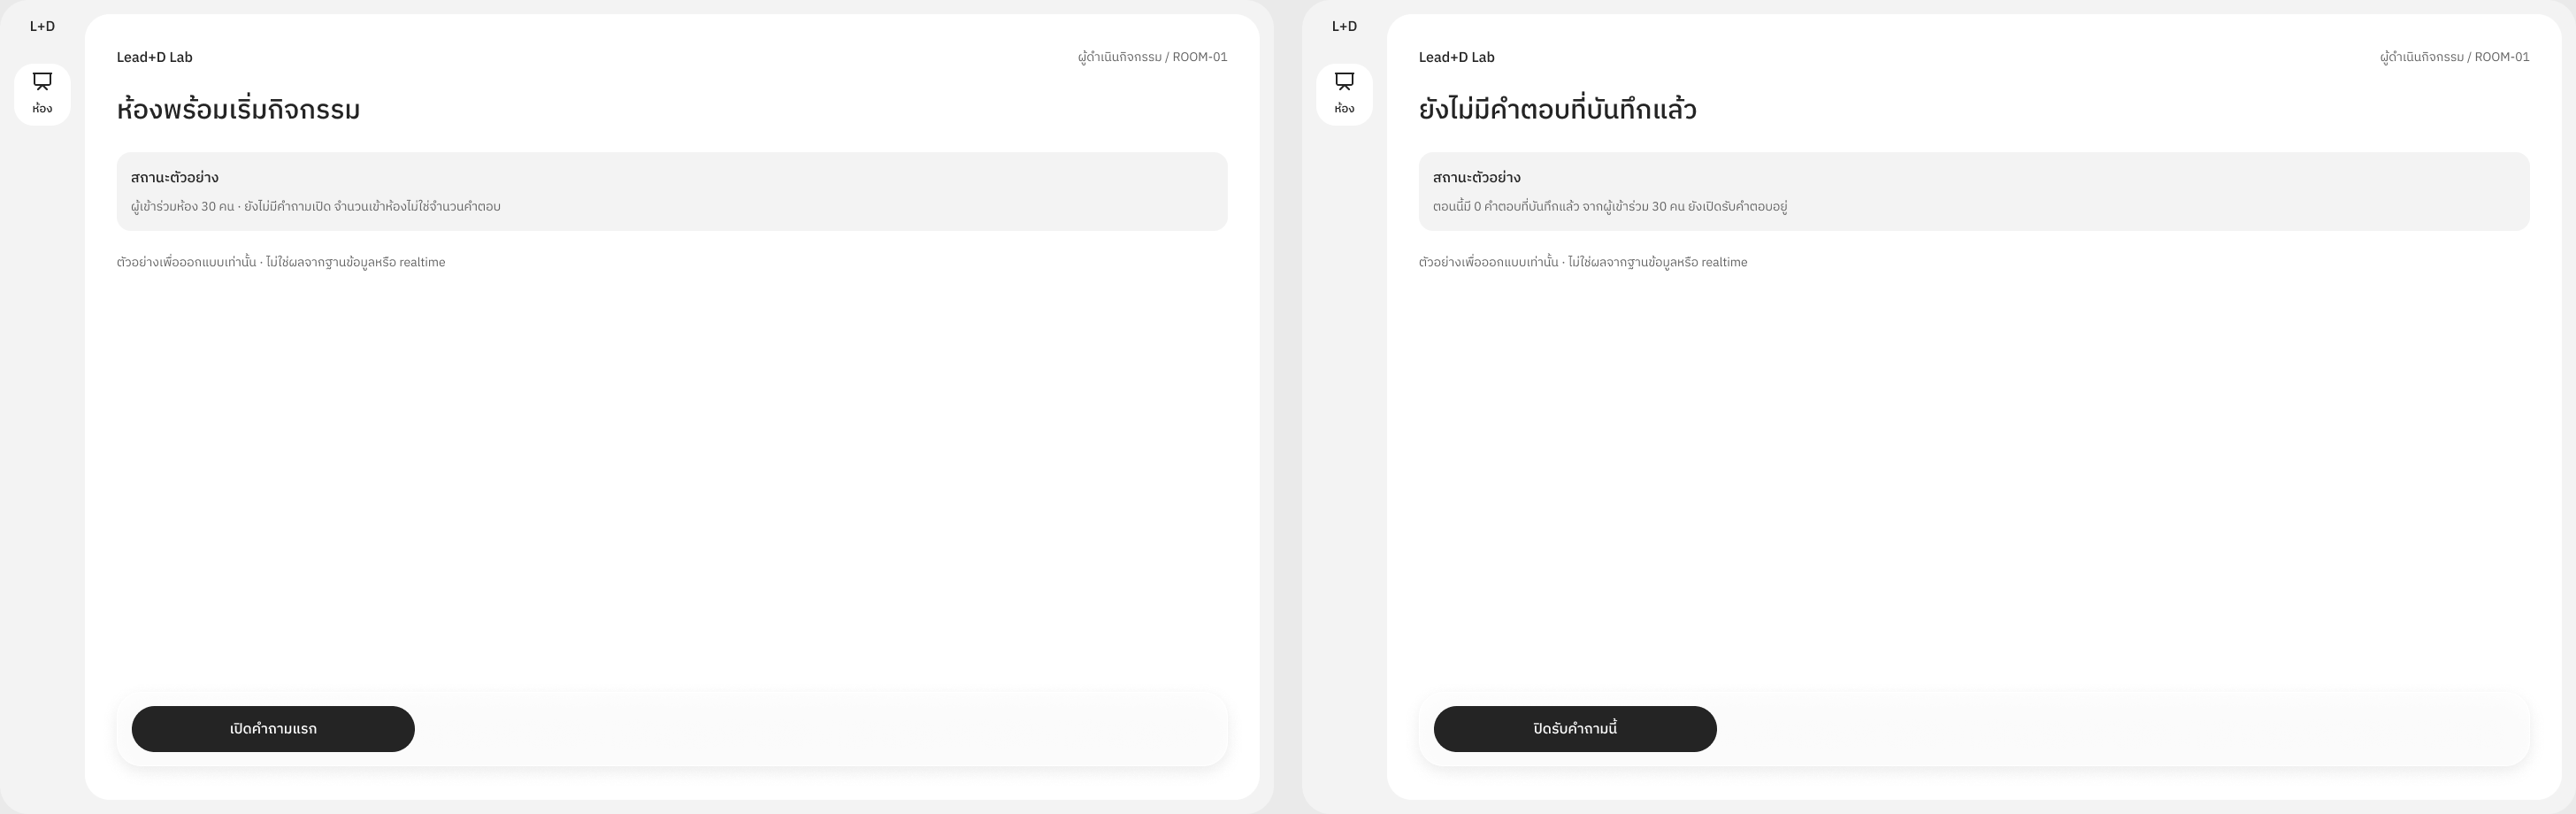 L+D
ห้อง
Lead+D Lab
ผู้ดำเนินกิจกรรม / ROOM-01
ห้องพร้อมเริ่มกิจกรรม
สถานะตัวอย่าง
ผู้เข้าร่วมห้อง 30 คน · ยังไม่มีคำถามเปิด จำนวนเข้าห้องไม่ใช่จำนวนคำตอบ
ตัวอย่างเพื่อออกแบบเท่านั้น · ไม่ใช่ผลจากฐานข้อมูลหรือ realtime
เปิดคำถามแรก
L+D
ห้อง
Lead+D Lab
ผู้ดำเนินกิจกรรม / ROOM-01
ยังไม่มีคำตอบที่บันทึกแล้ว
สถานะตัวอย่าง
ตอนนี้มี 0 คำตอบที่บันทึกแล้ว จากผู้เข้าร่วม 30 คน ยังเปิดรับคำตอบอยู่
ตัวอย่างเพื่อออกแบบเท่านั้น · ไม่ใช่ผลจากฐานข้อมูลหรือ realtime
ปิดรับคำถามนี้